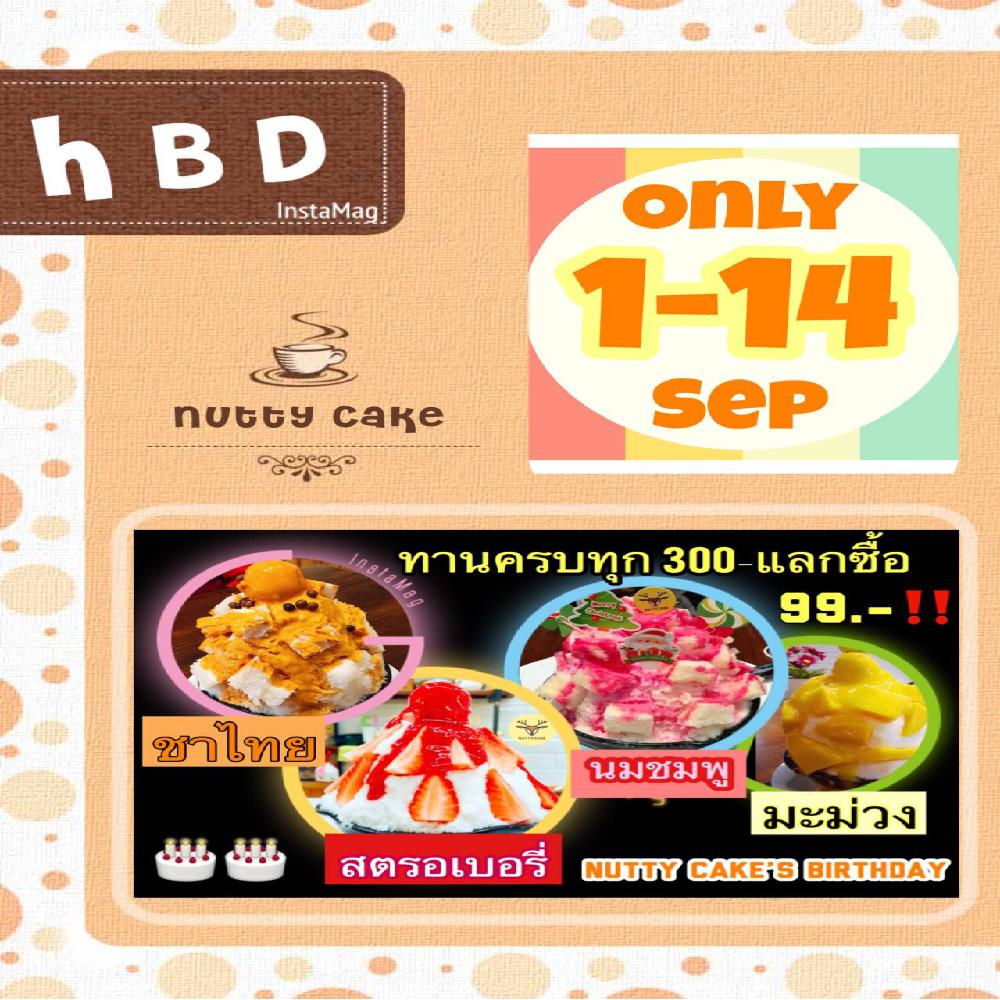 hBD
InstaMag
ONLY
1-14
SEP
nutty cake
InstaMag
ทานครบทุก 300-แลกซื้อ
99.-!!
ชาไทย
นมชมพู
มะม่วง
สตรอเบอรี่
NUTTY CAKE'S BIRTHDAY